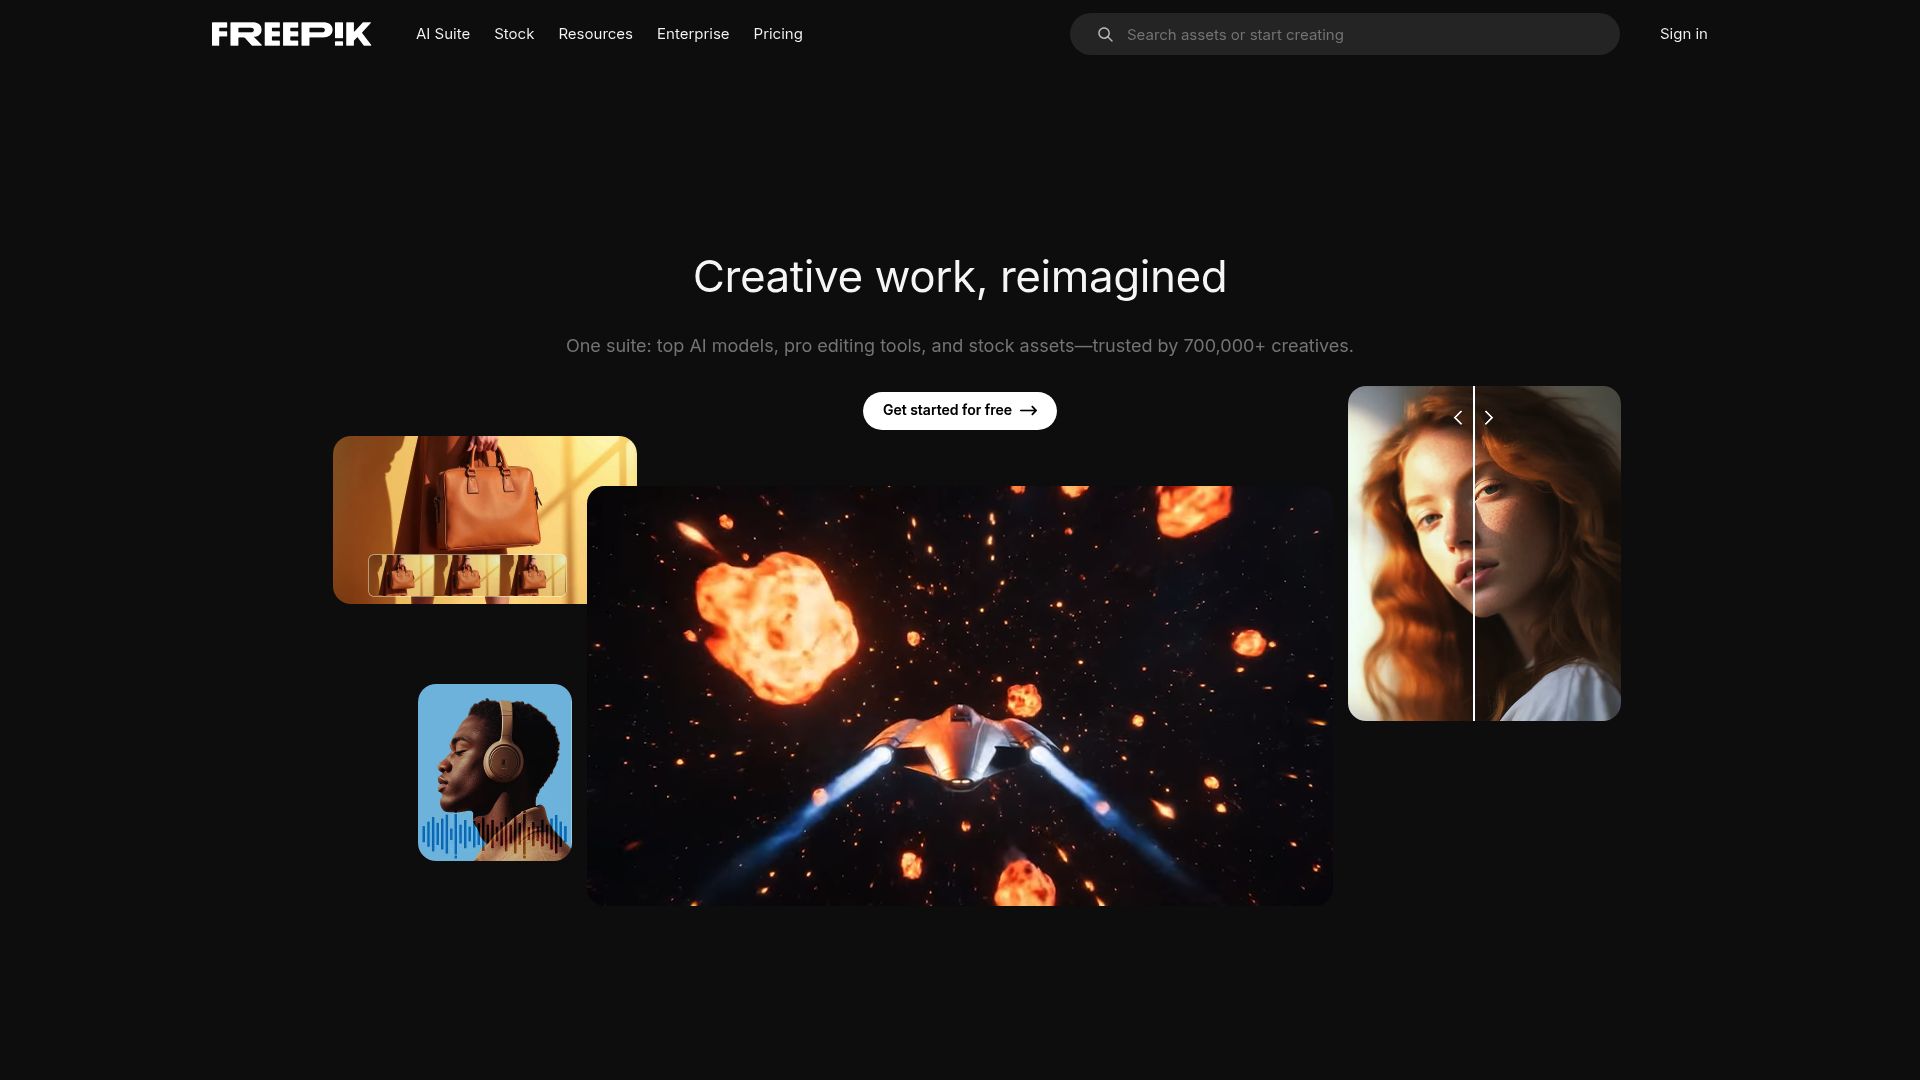 FREEP!K
AI Suite
Stock
Resources
Enterprise
Pricing
Search assets or start creating
Sign in
Creative work, reimagined
One suite: top AI models, pro editing tools, and stock assets—trusted by 700,000+ creatives.
Get started for free